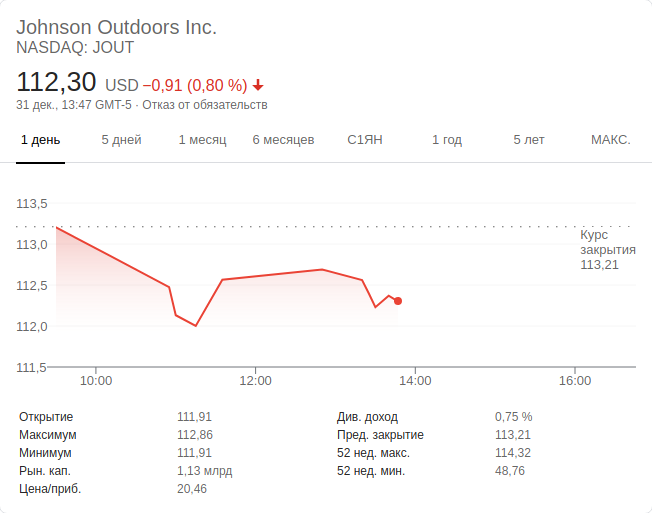 Johnson Outdoors Inc.
NASDAQ: JOUT
112,30 USD −0,91 (0,80 %)
31 дек., 13:47 GMT-5 · Отказ от обязательств
1 день 5 дней 1 месяц 6 месяцев С1ЯН 1 год 5 лет МАКС.
113,5
113,0
112,5
112,0
111,5
Курс
закрытия
113,21
10:00 12:00 14:00 16:00
Открытие 111,91 Див. доход 0,75 %
Максимум 112,86 Пред. закрытие 113,21
Минимум 111,91 52 нед. макс. 114,32
Рын. кап. 1,13 млрд 52 нед. мин. 48,76
Цена/приб. 20,46